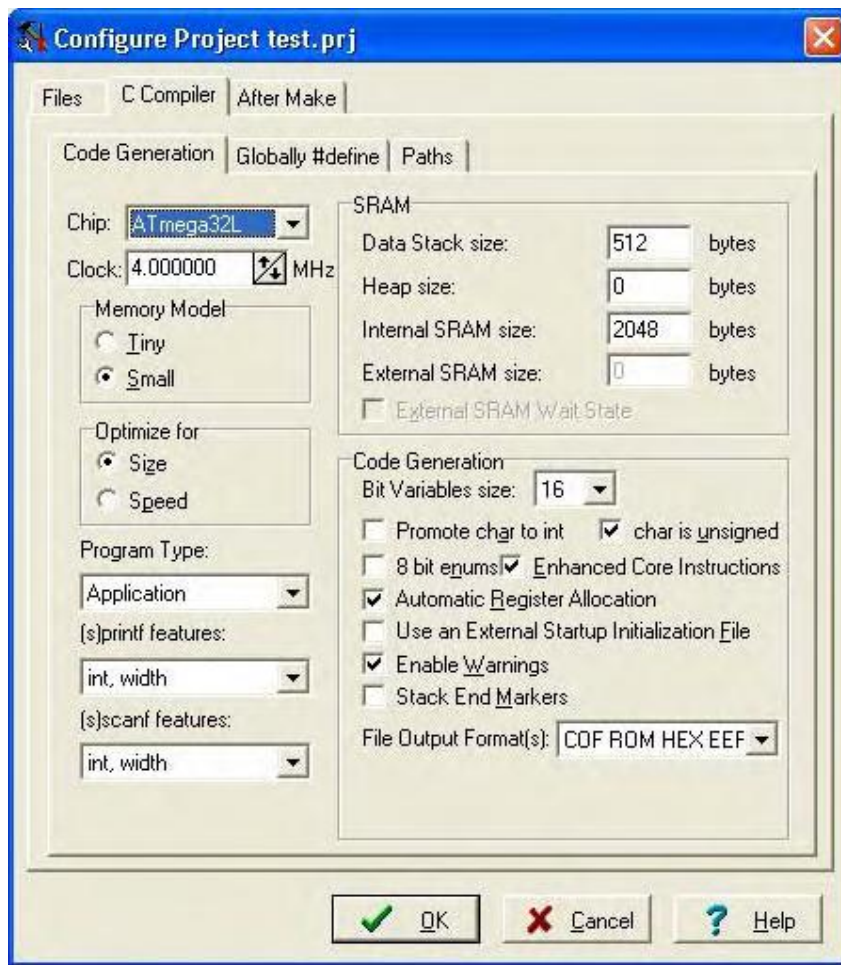 Configure Project test.prj
Files C Compiler After Make
Code Generation Globally #define Paths
Chip: ATmega32L
Clock: 4.000000 MHz
Memory Model
Tiny
Small
Optimize for
Size
Speed
Program Type:
Application
(s)printf features:
int, width
(s)scanf features:
int, width
SRAM
Data Stack size: 512 bytes
Heap size: 0 bytes
Internal SRAM size: 2048 bytes
External SRAM size: 0 bytes
External SRAM Wait State
Code Generation
Bit Variables size: 16
Promote char to int char is unsigned
8 bit enums Enhanced Core Instructions
Automatic Register Allocation
Use an External Startup Initialization File
Enable Warnings
Stack End Markers
File Output Format(s): COF ROM HEX EEF
OK Cancel Help